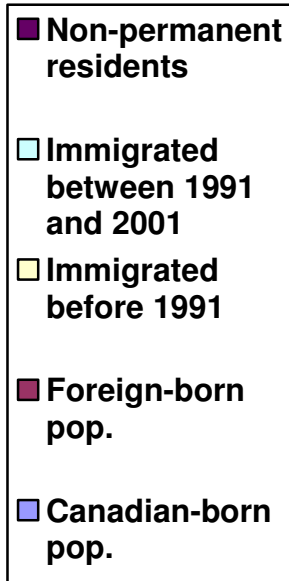 Non-permanent
residents
Immigrated
between 1991
and 2001
Immigrated
before 1991
Foreign-born
pop.
Canadian-born
pop.